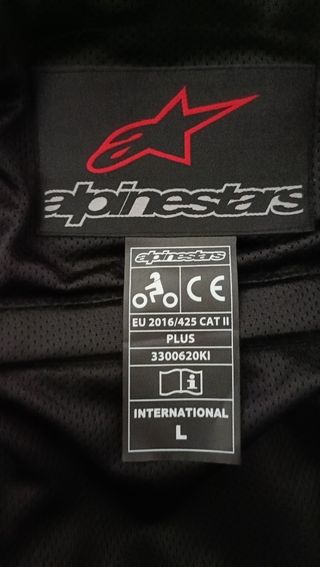 alpinestars
alpinestars
CE
EU 2016/425 CAT II
PLUS
3300620KI
i
INTERNATIONAL
L